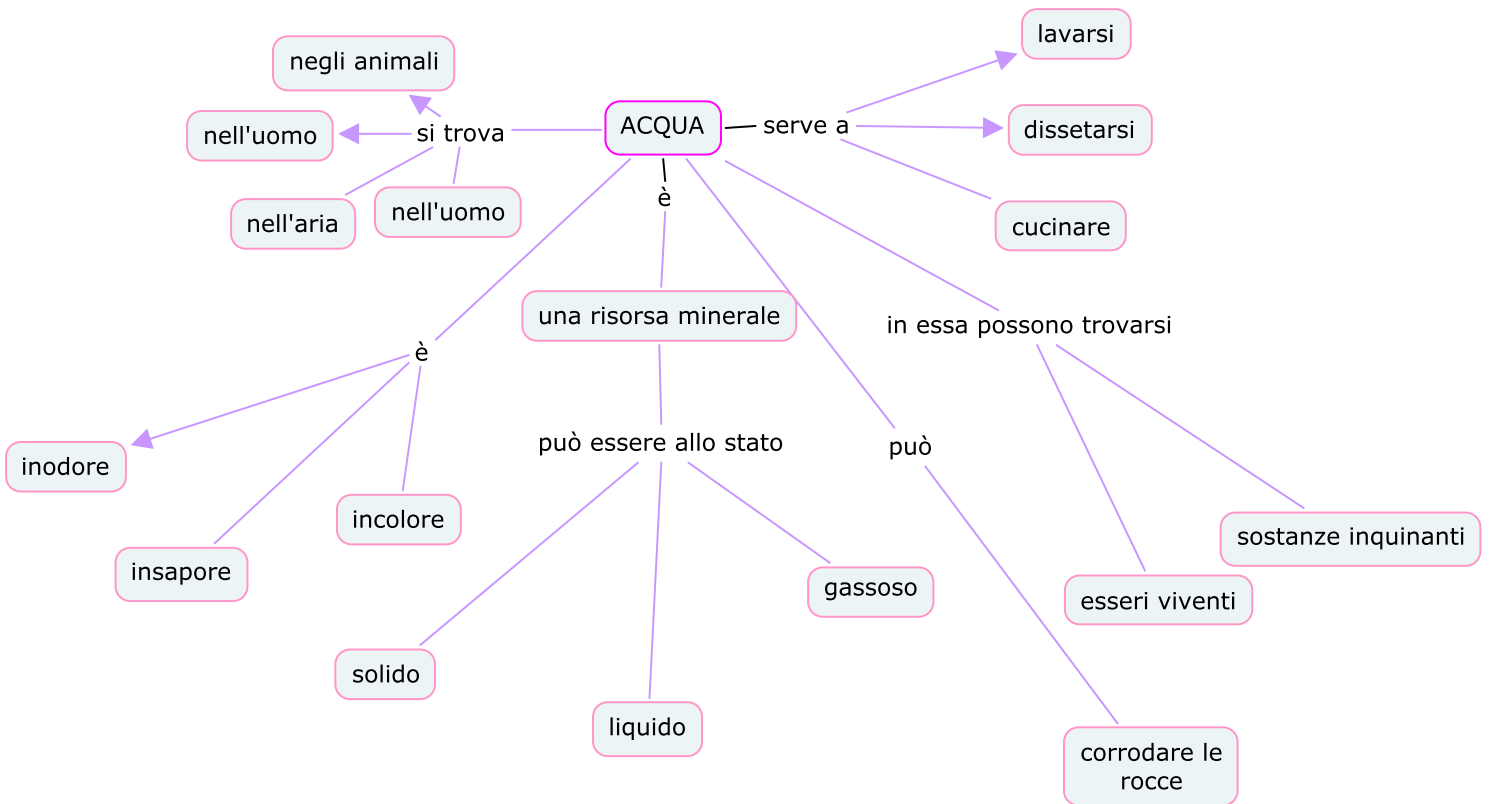 lavarsi
negli animali
ACQUA
serve a
dissetarsi
nell'uomo
si trova
nell'aria
nell'uomo
è
cucinare
una risorsa minerale
in essa possono trovarsi
è
può essere allo stato
può
inodore
incolore
sostanze inquinanti
insapore
gassoso
esseri viventi
solido
liquido
corrodare le
rocce